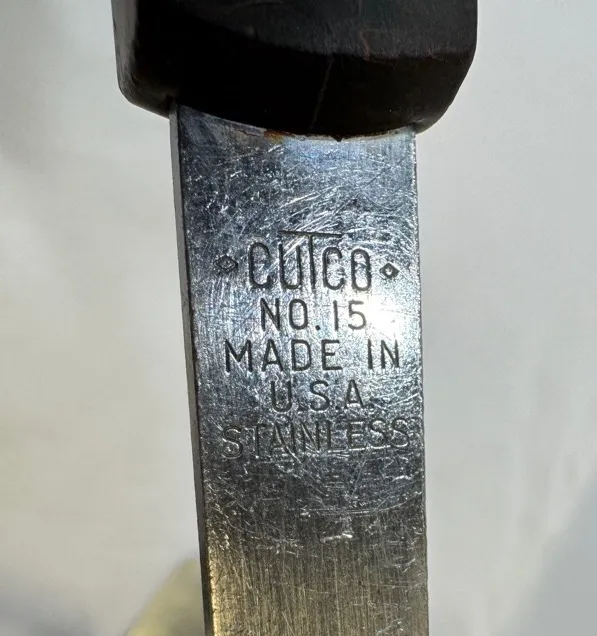 CUTCO
NO. 15
MADE IN
U.S.A.
STAINLESS